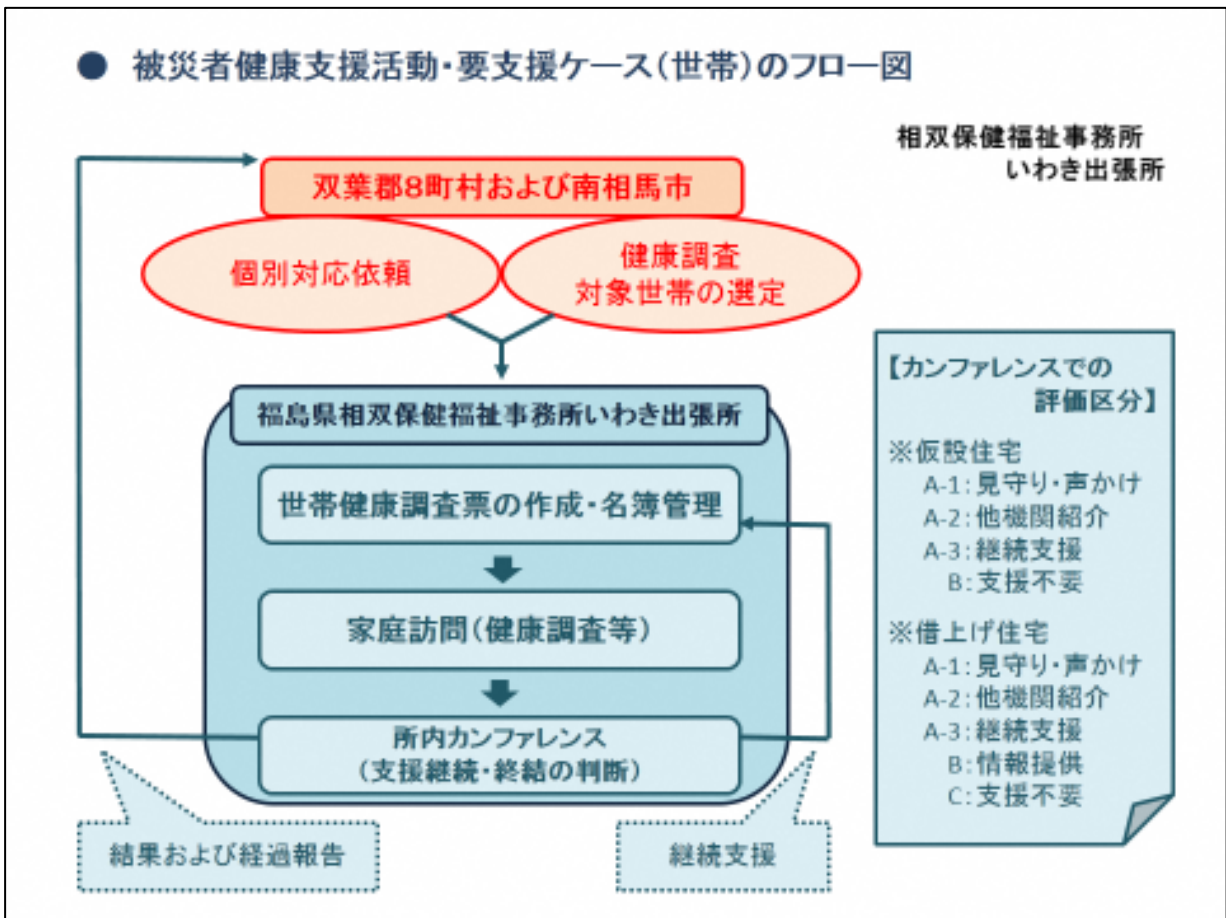 ● 被災者健康支援活動・要支援ケース(世帯)のフロー図
相双保健福祉事務所
いわき出張所
双葉郡8町村および南相馬市
個別対応依頼
健康調査
対象世帯の選定
福島県相双保健福祉事務所いわき出張所
世帯健康調査票の作成・名簿管理
家庭訪問(健康調査等)
所内カンファレンス
(支援継続・終結の判断)
結果および経過報告
継続支援
【カンファレンスでの
評価区分】
※仮設住宅
A-1:見守り・声かけ
A-2:他機関紹介
A-3:継続支援
B:支援不要
※借上げ住宅
A-1:見守り・声かけ
A-2:他機関紹介
A-3:継続支援
B:情報提供
C:支援不要